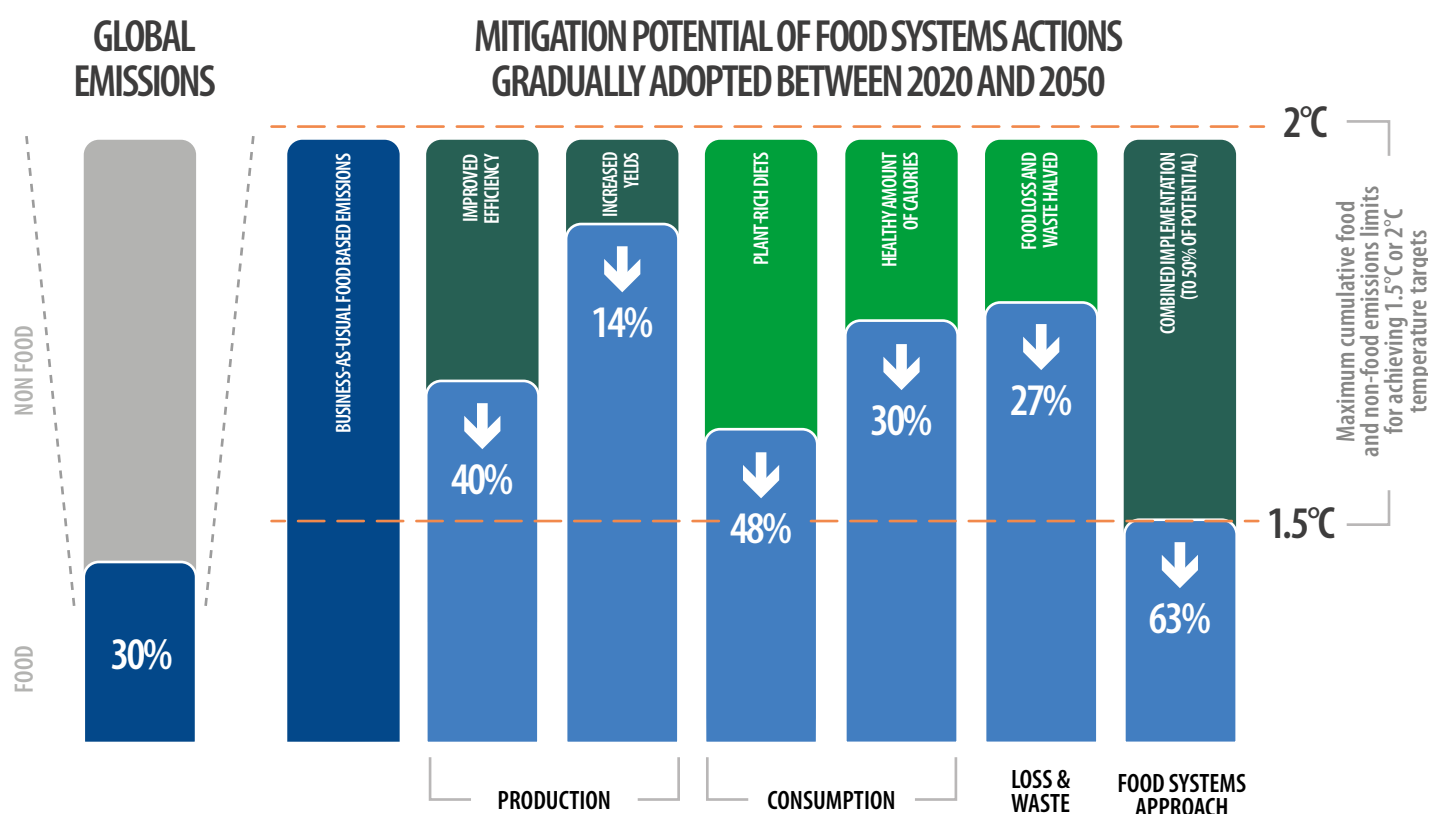 GLOBAL
EMISSIONS
MITIGATION POTENTIAL OF FOOD SYSTEMS ACTIONS
GRADUALLY ADOPTED BETWEEN 2020 AND 2050
NON FOOD
FOOD
30%
BUSINESS-AS-USUAL FOOD BASED EMISSIONS
IMPROVED
EFFICIENCY
40%
INCREASED
YELDS
14%
PLANT-RICH DIETS
48%
HEALTHY AMOUNT
OF CALORIES
30%
FOOD LOSS AND
WASTE HALVED
27%
COMBINED IMPLEMENTATION
(TO 50% OF POTENTIAL)
63%
2°C
1.5°C
Maximum cumulative food
and non-food emissions limits
for achieving 1.5°C or 2°C
temperature targets
PRODUCTION
CONSUMPTION
LOSS &
WASTE
FOOD SYSTEMS
APPROACH